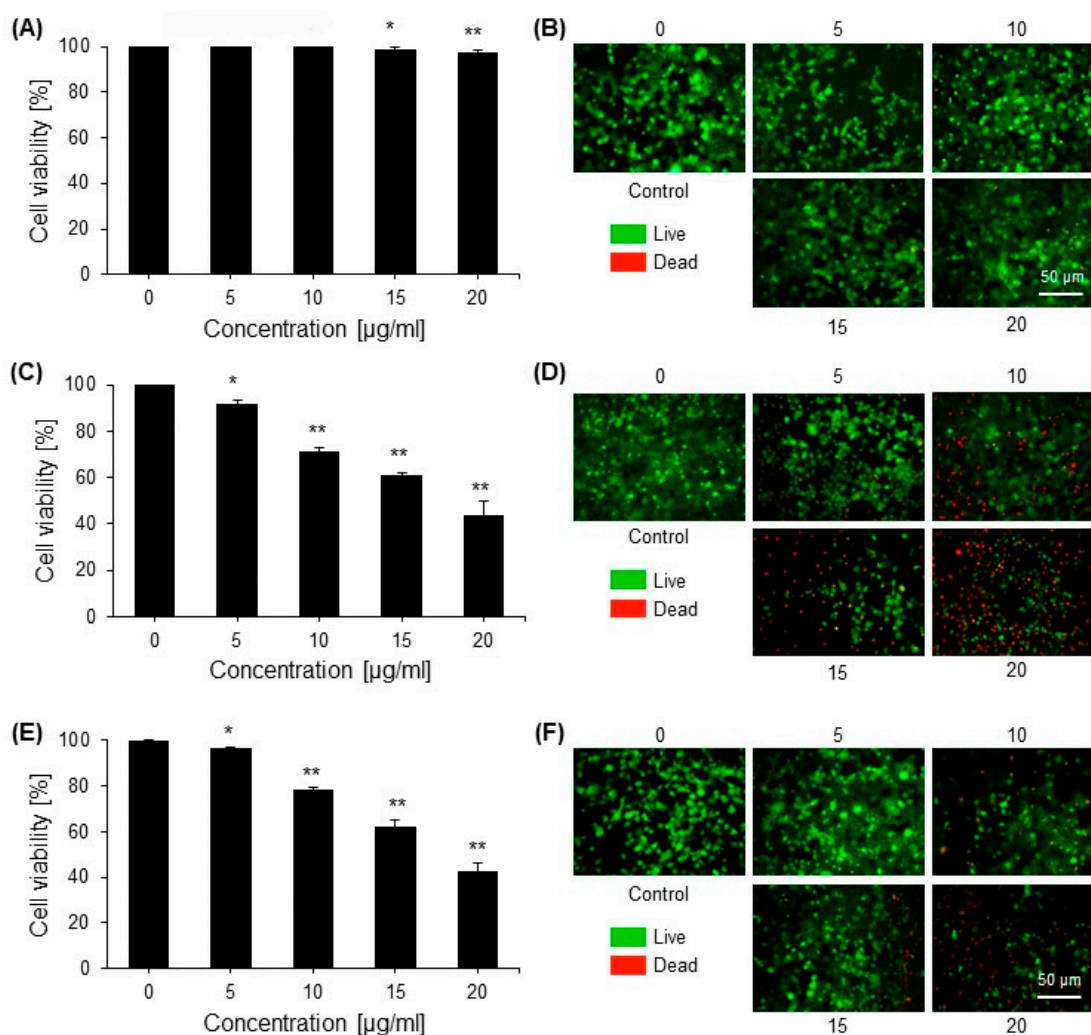 (A)
Cell viability [%]
100
80
60
40
20
0
* **
0 5 10 15 20
Concentration [µg/ml]
(B)
0 5 10
Control
Live
Dead
50 µm
15 20
(C)
Cell viability [%]
100
80
60
40
20
0
* ** ** **
0 5 10 15 20
Concentration [µg/ml]
(D)
0 5 10
Control
Live
Dead
15 20
(E)
Cell viability [%]
100
80
60
40
20
0
* ** ** **
0 5 10 15 20
Concentration [µg/ml]
(F)
0 5 10
Control
Live
Dead
50 µm
15 20